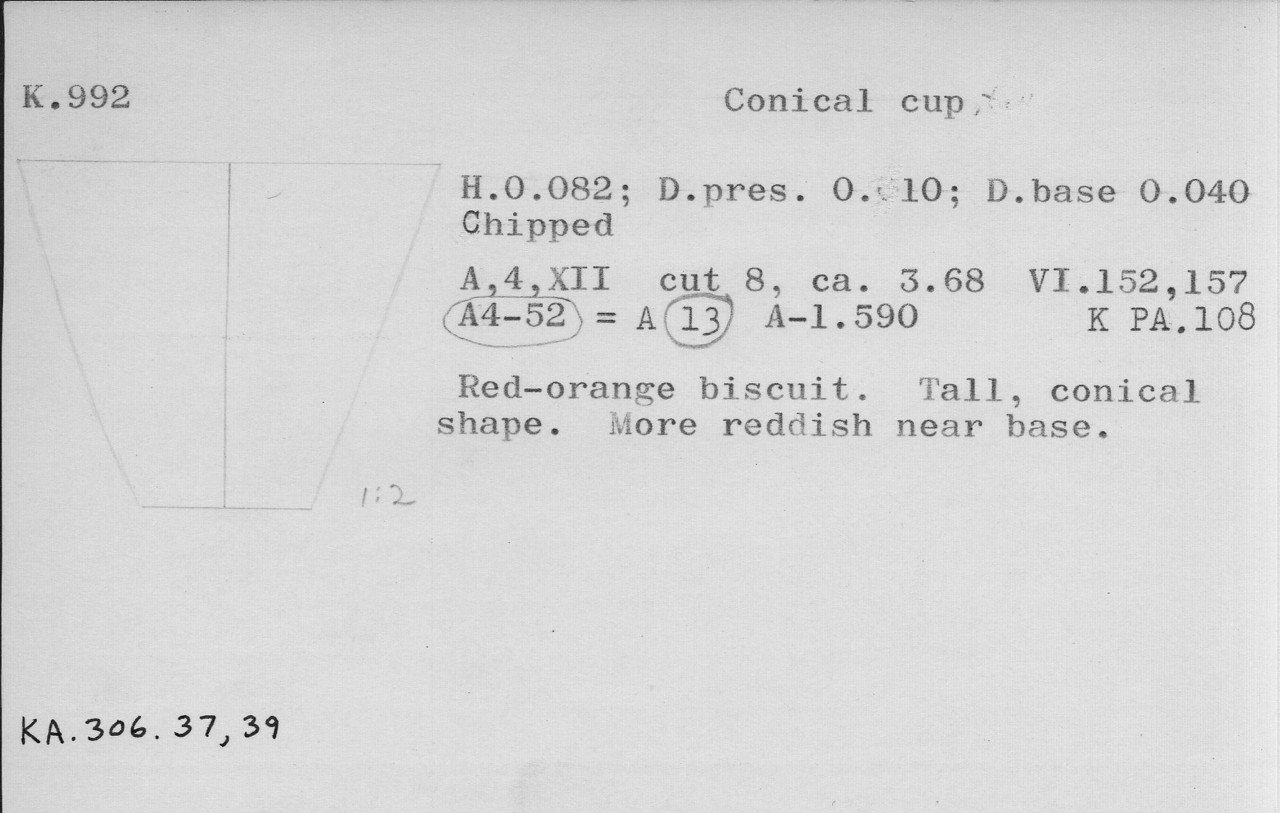 K.992
Conical cup
H.0.082; D.pres. 0. 10; D.base 0.040
Chipped
A,4,XII cut 8, ca. 3.68 VI.152,157
A4-52 = A 13 A-1.590 K PA.108
Red-orange biscuit. Tall, conical
shape. More reddish near base.
1:2
KA.306.37,39